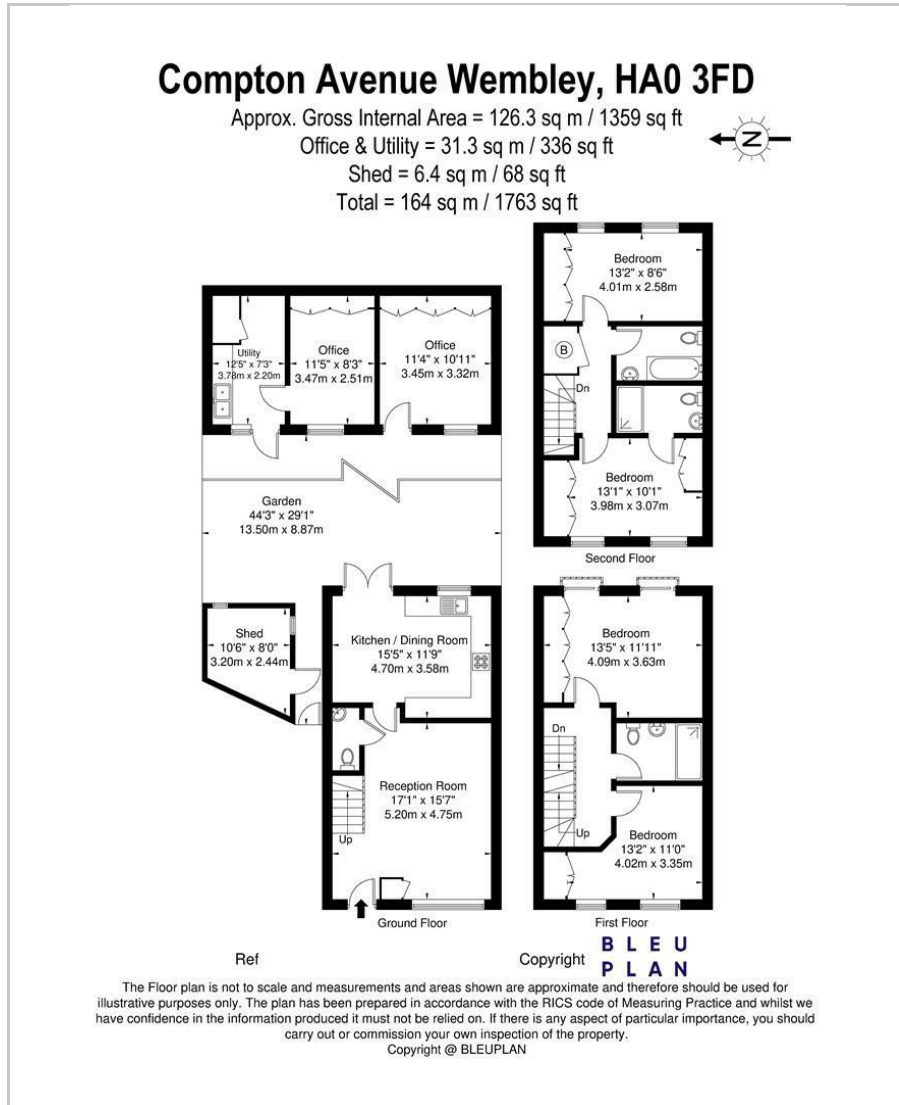 Compton Avenue Wembley, HA0 3FD
Approx. Gross Internal Area = 126.3 sq m / 1359 sq ft
Office & Utility = 31.3 sq m / 336 sq ft
Shed = 6.4 sq m / 68 sq ft
Total = 164 sq m / 1763 sq ft
N
Utility
12'5" x 7'3"
3.78m x 2.20m
Office
11'5" x 8'3"
3.47m x 2.51m
Office
11'4" x 10'11"
3.45m x 3.32m
Garden
44'3" x 29'1"
13.50m x 8.87m
Shed
10'6" x 8'0"
3.20m x 2.44m
Kitchen / Dining Room
15'5" x 11'9"
4.70m x 3.58m
Reception Room
17'1" x 15'7"
5.20m x 4.75m
Up
Ground Floor
Bedroom
13'2" x 8'6"
4.01m x 2.58m
B
Dn
Bedroom
13'1" x 10'1"
3.98m x 3.07m
Second Floor
Bedroom
13'5" x 11'11"
4.09m x 3.63m
Dn
Up
Bedroom
13'2" x 11'0"
4.02m x 3.35m
First Floor
Ref
Copyright
BLEU
PLAN
The Floor plan is not to scale and measurements and areas shown are approximate and therefore should be used for
illustrative purposes only. The plan has been prepared in accordance with the RICS code of Measuring Practice and whilst we
have confidence in the information produced it must not be relied on. If there is any aspect of particular importance, you should
carry out or commission your own inspection of the property.
Copyright @ BLEUPLAN